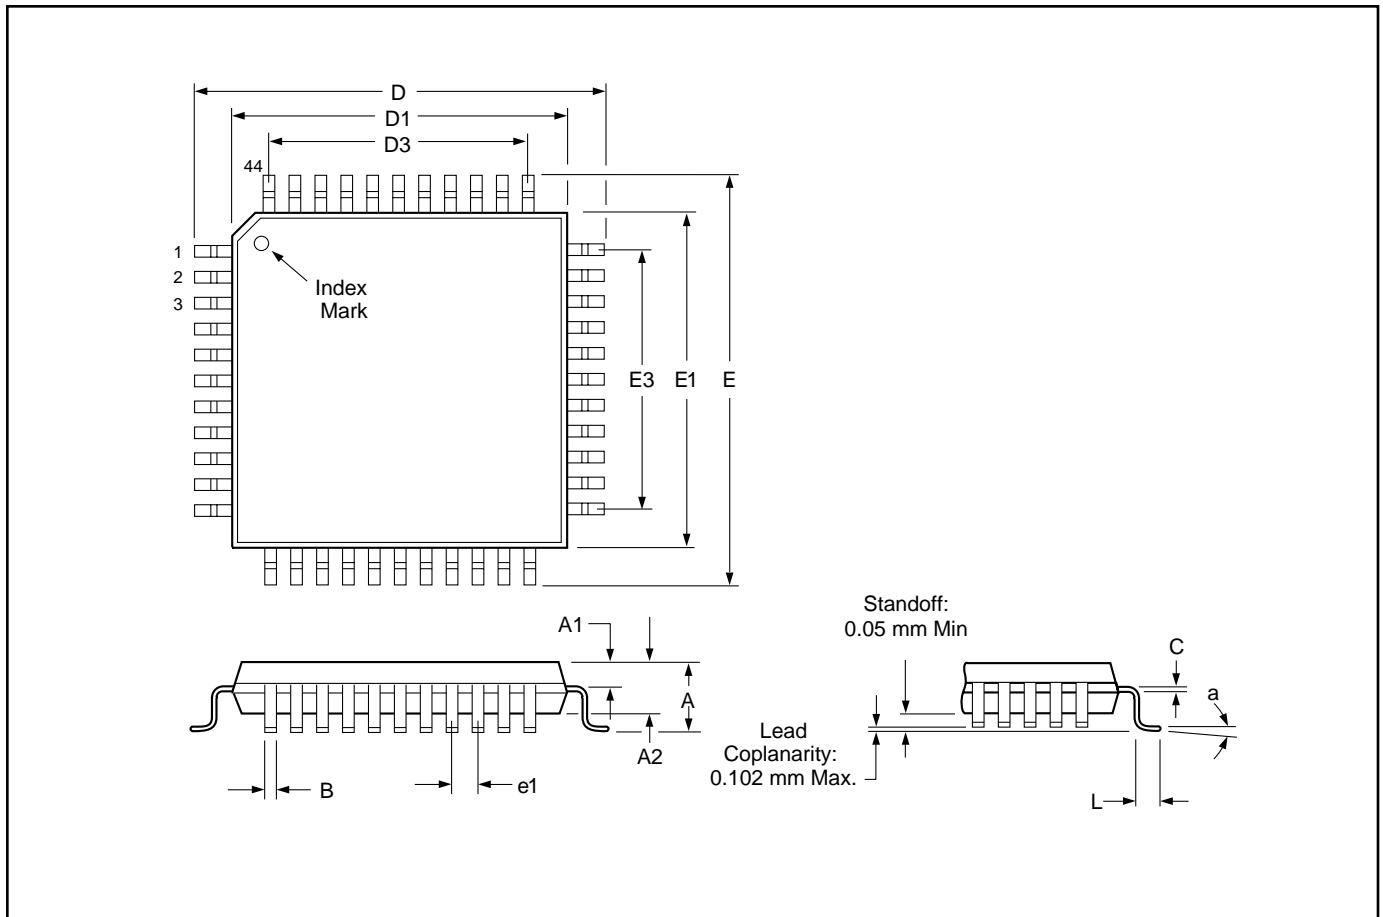 D
D1
D3
44
1
2
3
Index
Mark
E3
E1
E
A1
A
A2
B
e1
Standoff:
0.05 mm Min
C
a
Lead
Coplanarity:
0.102 mm Max.
L